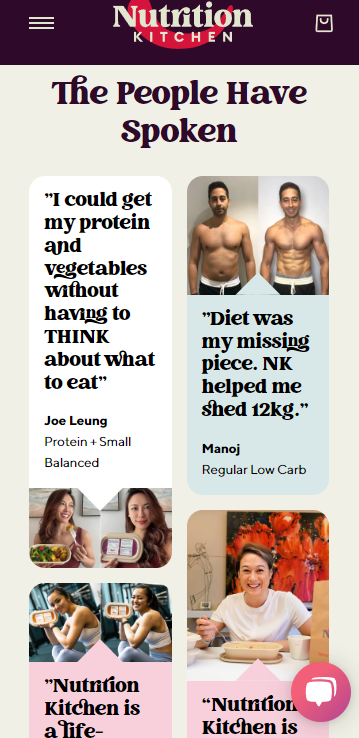 Nutrition
KITCHEN
The People Have
Spoken
”I could get
my protein
and
vegetables
without
having to
THINK
about what
to eat”
Joe Leung
Protein + Small
Balanced
”Diet was
my missing
piece. NK
helped me
shed 12kg.”
Manoj
Regular Low Carb
”Nutrition
Kitchen is
a life-
“Nutrition
Kitchen is